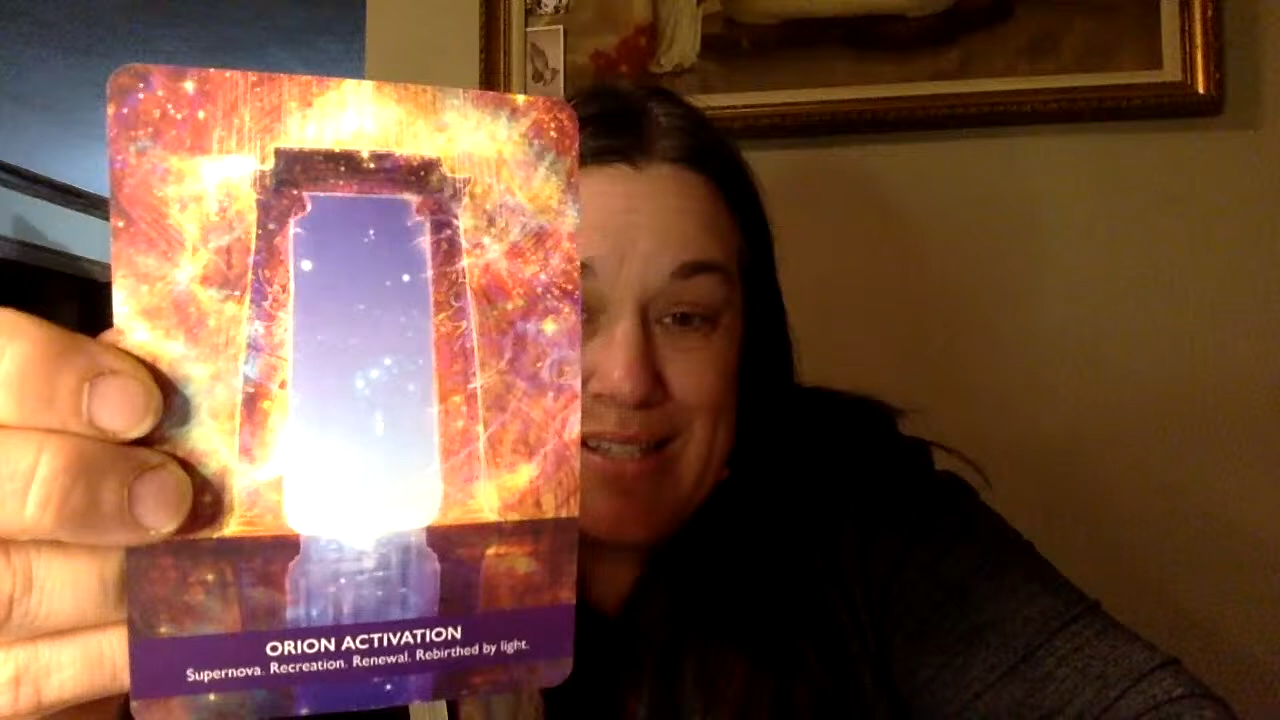 ORION ACTIVATION
Supernova. Recreation. Renewal. Rebirthed by light.